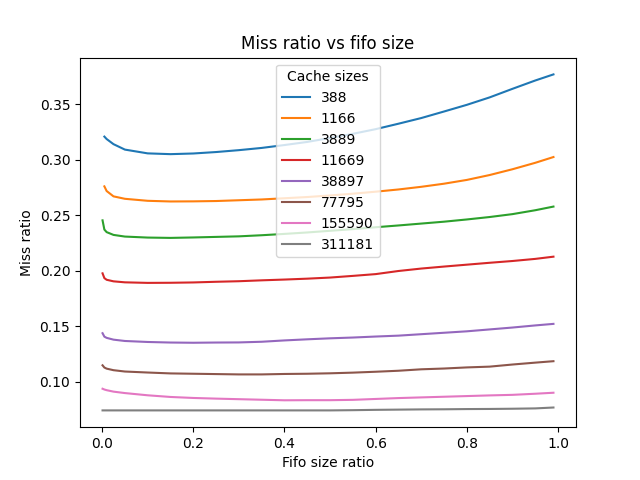 Miss ratio vs fifo size
Cache sizes
388
1166
3889
11669
38897
77795
155590
311181
Miss ratio
0.35
0.30
0.25
0.20
0.15
0.10
0.0 0.2 0.4 0.6 0.8 1.0
Fifo size ratio